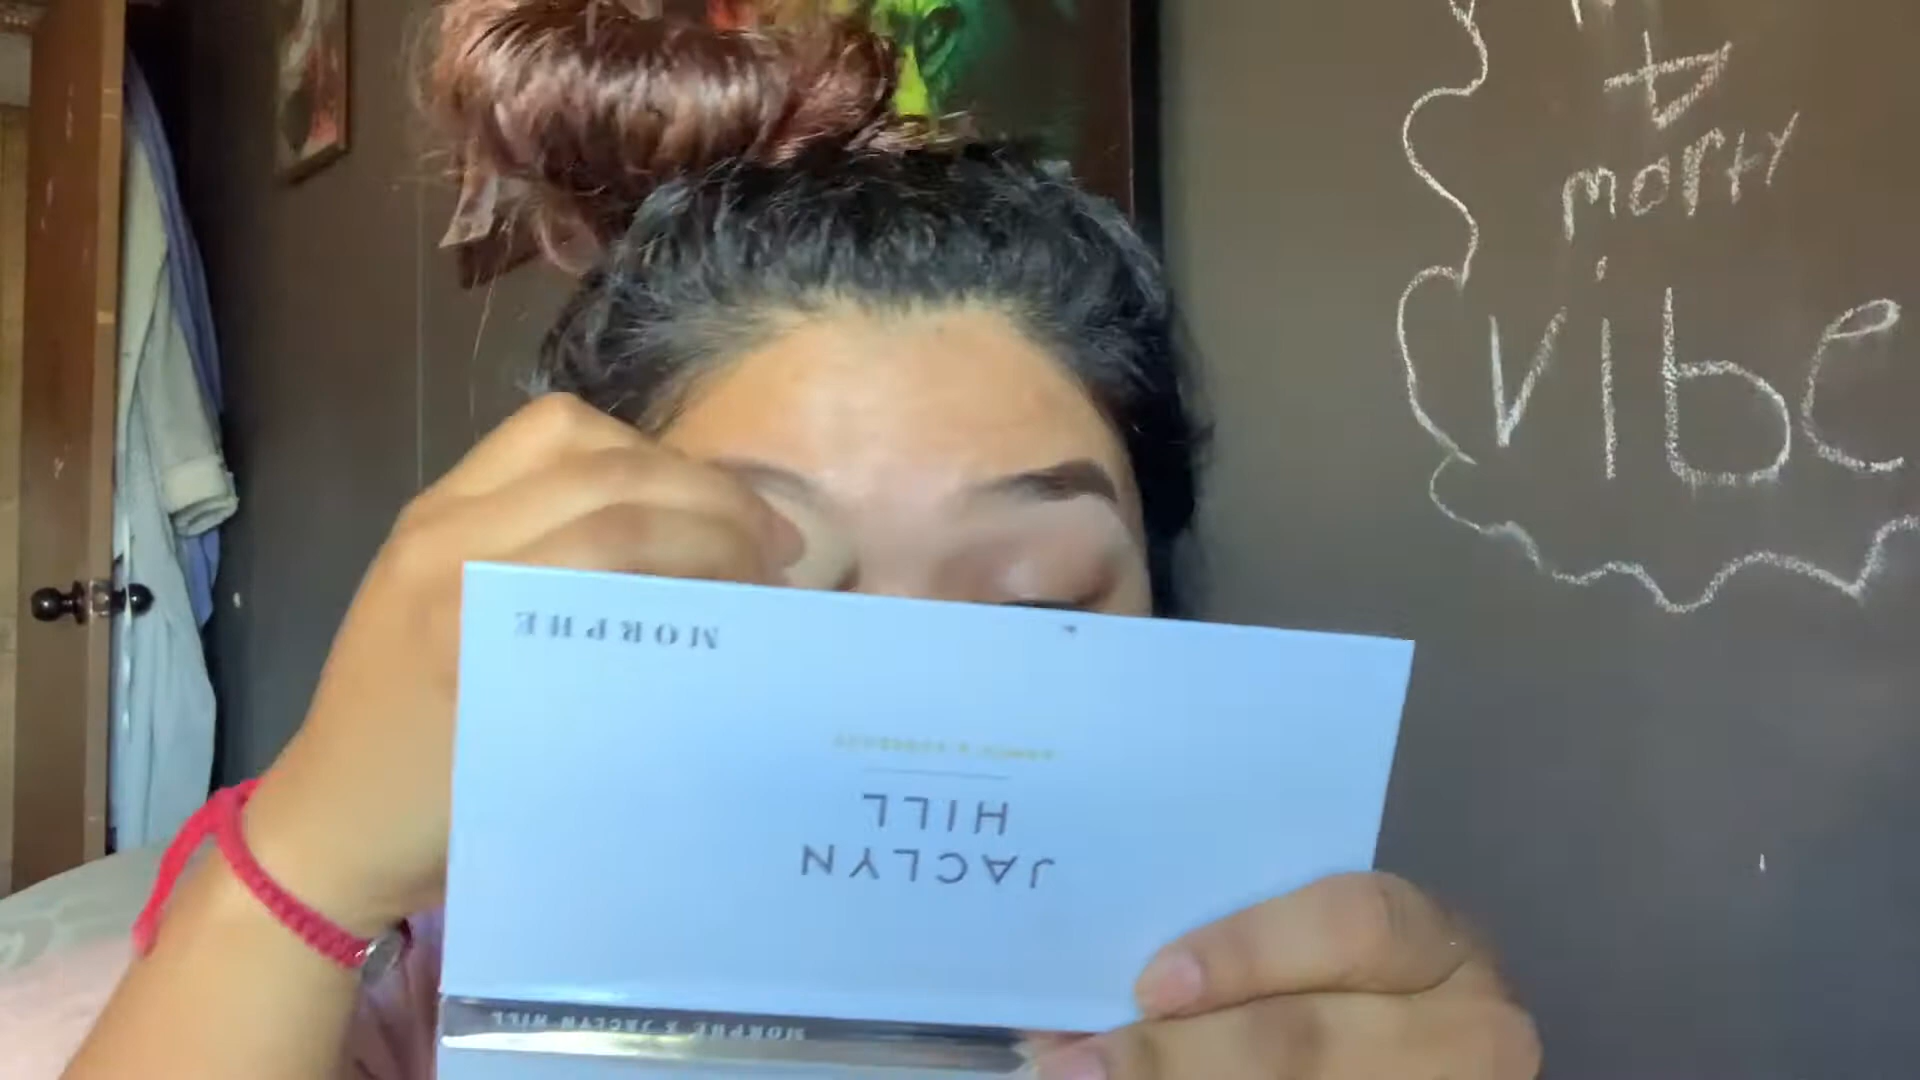 &
morty
vibe
MORPHE
JACLYN
HILL
MORPHE X JACLYN HILL